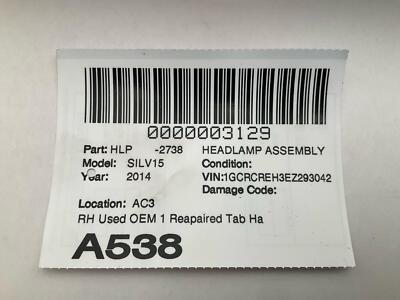 0000003129
Part: HLP -2738 HEADLAMP ASSEMBLY
Model: SILV15 Condition:
Year: 2014 VIN:1GCRCREH3EZ293042
Damage Code:
Location: AC3
RH Used OEM 1 Reapaired Tab Ha
A538